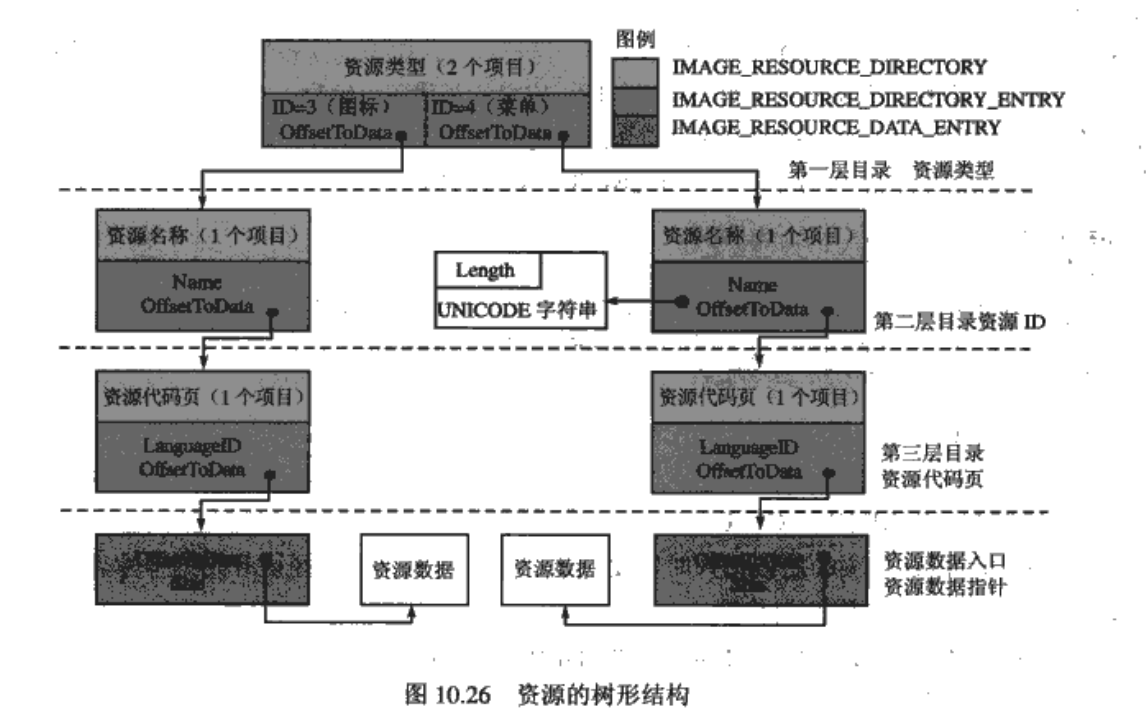 图例
资源类型（2 个项目）
IMAGE_RESOURCE_DIRECTORY
ID=3（图标）
ID=4（菜单）
IMAGE_RESOURCE_DIRECTORY_ENTRY
OffsetToData
OffsetToData
IMAGE_RESOURCE_DATA_ENTRY
第一层目录 资源类型
资源名称（1 个项目）
资源名称（1 个项目）
Name
OffsetToData
Length
UNICODE 字符串
Name
OffsetToData
第二层目录资源 ID
资源代码页（1 个项目）
资源代码页（1 个项目）
LanguageID
OffsetToData
LanguageID
OffsetToData
第三层目录
资源代码页
资源数据
资源数据
资源数据入口
资源数据指针
图 10.26 资源的树形结构